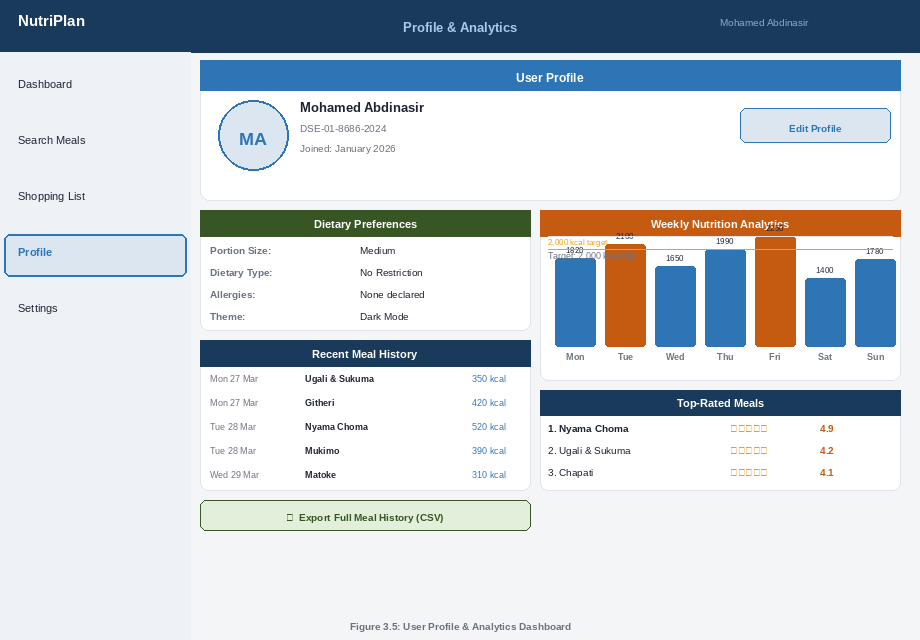 NutriPlan
Profile & Analytics
Mohamed Abdinasir
Dashboard
Search Meals
Shopping List
Profile
Settings
User Profile
MA
Mohamed Abdinasir
DSE-01-8686-2024
Joined: January 2026
Edit Profile
Dietary Preferences
Portion Size: Medium
Dietary Type: No Restriction
Allergies: None declared
Theme: Dark Mode
Recent Meal History
Mon 27 Mar Ugali & Sukuma 350 kcal
Mon 27 Mar Githeri 420 kcal
Tue 28 Mar Nyama Choma 520 kcal
Tue 28 Mar Mukimo 390 kcal
Wed 29 Mar Matoke 310 kcal
Export Full Meal History (CSV)
Weekly Nutrition Analytics
2,000 kcal target
Target: 2,000
1820 2100 1650 1990 1400 1780
Mon Tue Wed Thu Fri Sat Sun
Top-Rated Meals
1. Nyama Choma 4.9
2. Ugali & Sukuma 4.2
3. Chapati 4.1
Figure 3.5: User Profile & Analytics Dashboard